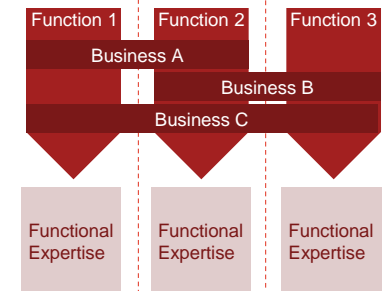 Function 1
Function 2
Function 3
Business A
Business B
Business C
Functional
Expertise
Functional
Expertise
Functional
Expertise